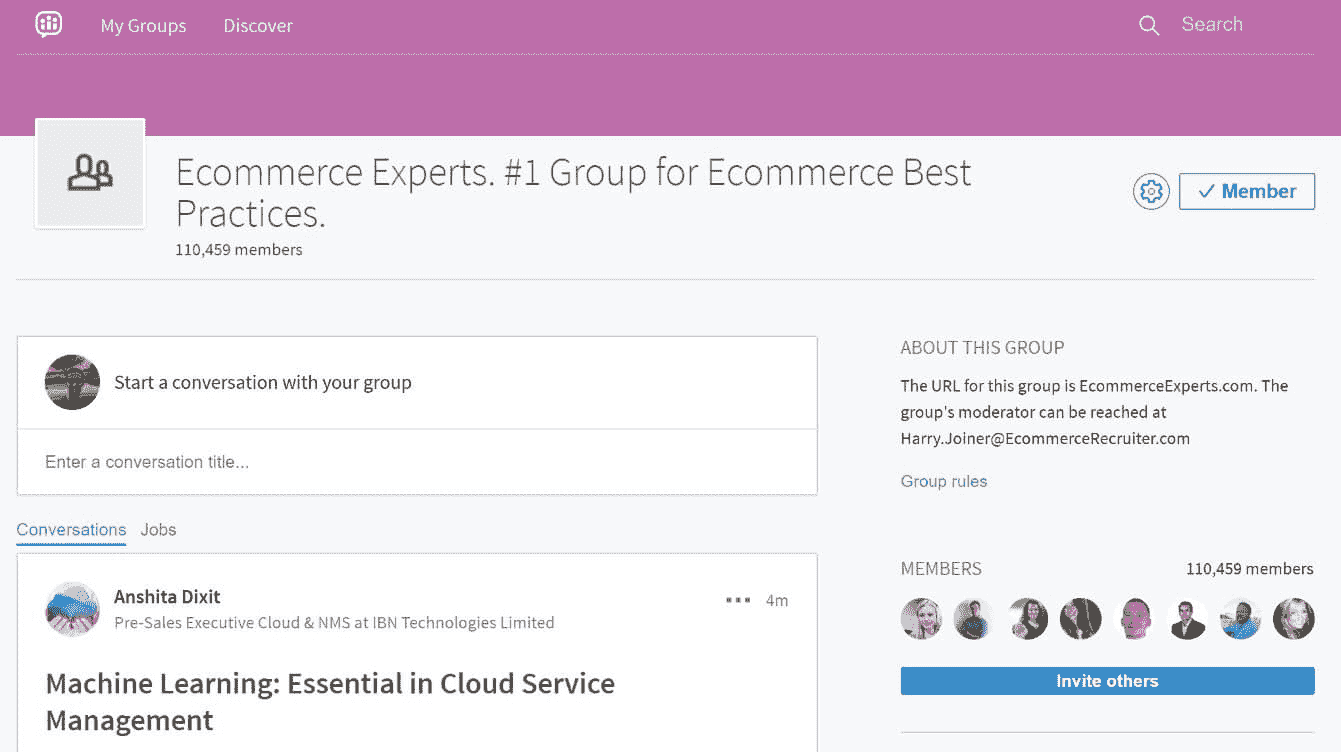 My Groups
Discover
Search
Ecommerce Experts. #1 Group for Ecommerce Best
Practices.
110,459 members
Member
Start a conversation with your group
Enter a conversation title...
Conversations
Jobs
Anshita Dixit
4m
Pre-Sales Executive Cloud & NMS at IBN Technologies Limited
Machine Learning: Essential in Cloud Service
Management
ABOUT THIS GROUP
The URL for this group is EcommerceExperts.com. The
group's moderator can be reached at
Harry.Joiner@EcommerceRecruiter.com
Group rules
MEMBERS
110,459 members
Invite others